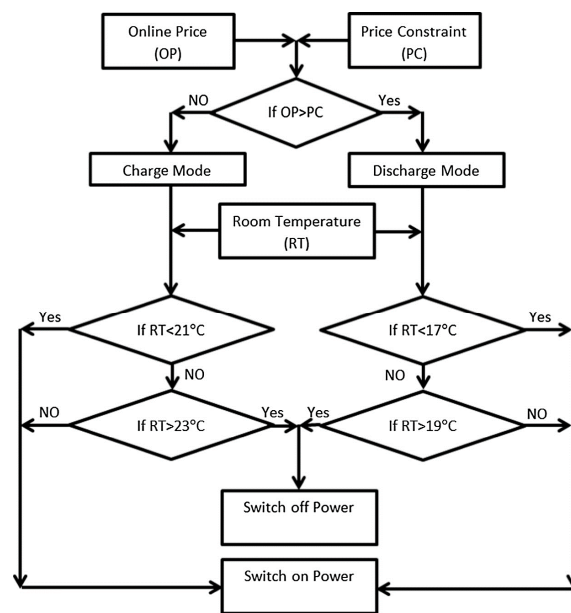 Online Price
(OP)
Price Constraint
(PC)
If OP>PC
NO
Yes
Charge Mode
Discharge Mode
Room Temperature
(RT)
Yes
If RT<21°C
If RT<17°C
Yes
NO
NO
NO
If RT>23°C
Yes
Yes
If RT>19°C
NO
Switch off Power
Switch on Power